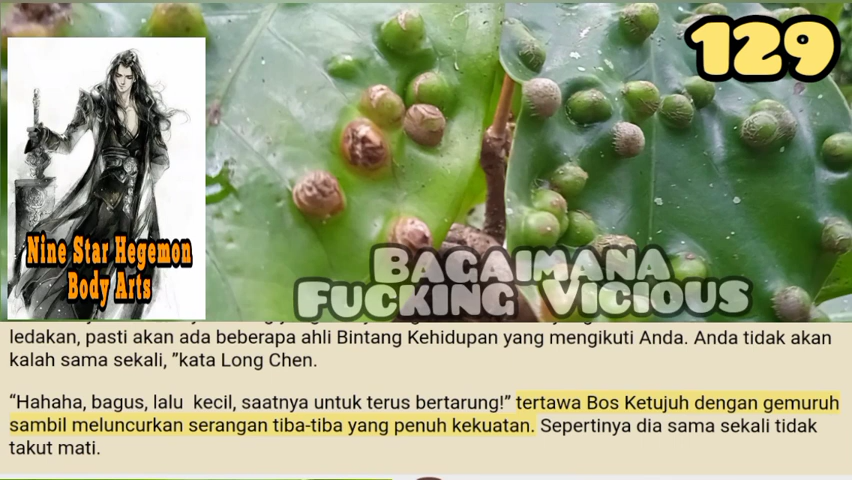 129
Nine Star Hegemon
Body Arts
BAGAIMANA
FUCKING VICIOUS
ledakan, pasti akan ada beberapa ahli Bintang Kehidupan yang mengikuti Anda. Anda tidak akan
kalah sama sekali, ”kata Long Chen.
“Hahaha, bagus, lalu kecil, saatnya untuk terus bertarung!” tertawa Bos Ketujuh dengan gemuruh
sambil meluncurkan serangan tiba-tiba yang penuh kekuatan. Sepertinya dia sama sekali tidak
takut mati.